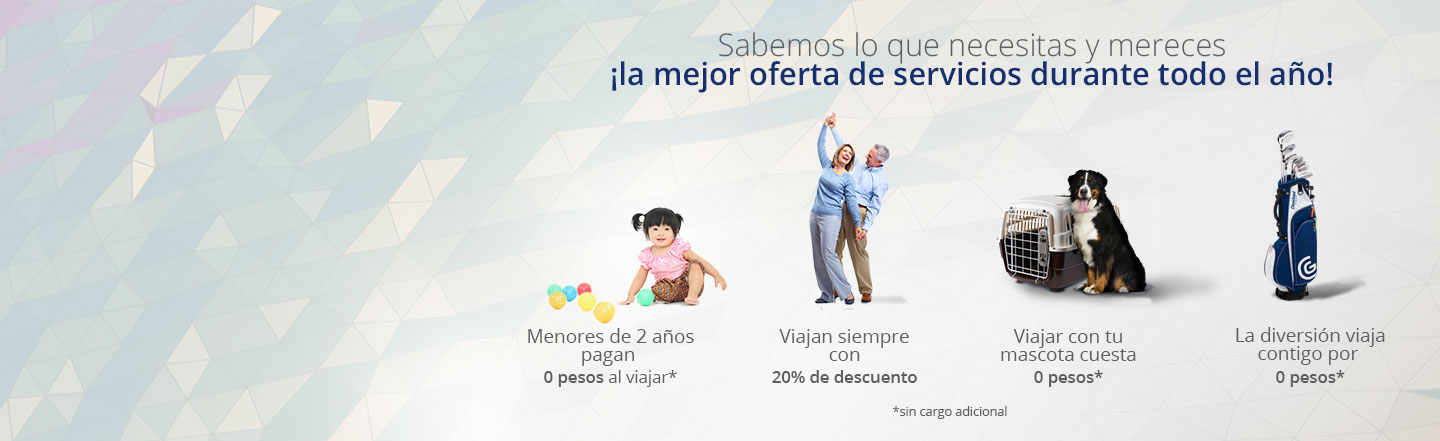 Sabemos lo que necesitas y mereces
¡la mejor oferta de servicios durante todo el año!
Menores de 2 años
pagan
0 pesos al viajar*
Viajan siempre
con
20% de descuento
Viajar con tu
mascota cuesta
0 pesos*
La diversión viaja
contigo por
0 pesos*
*sin cargo adicional
G